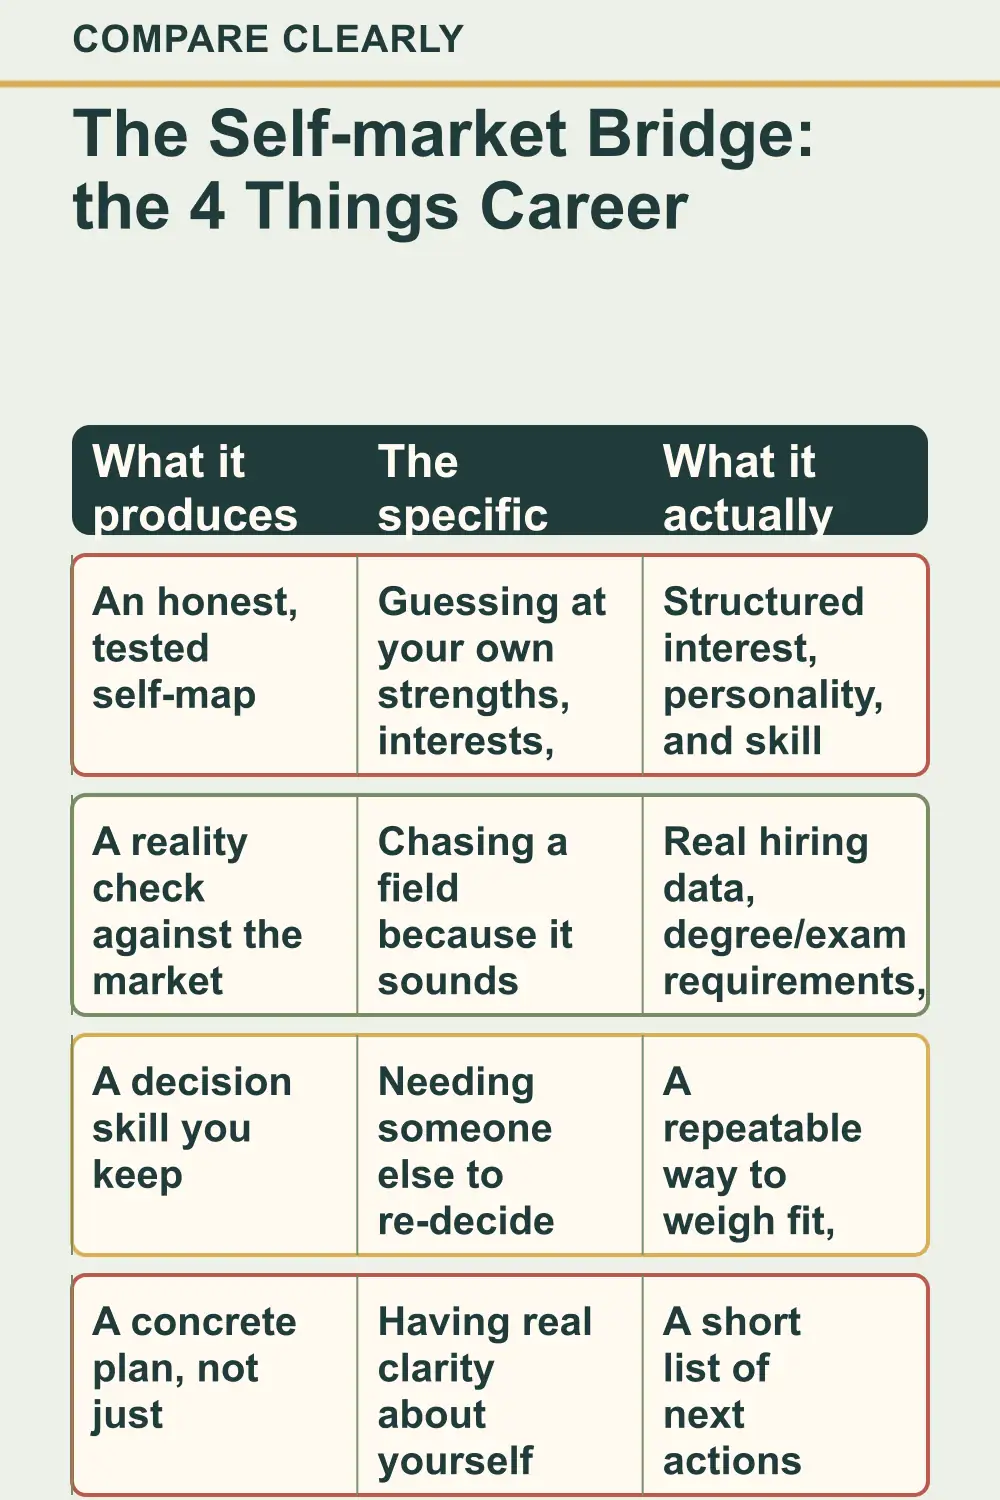 COMPARE CLEARLY
The Self-market Bridge:
the 4 Things Career
What it
produces
The
specific
What it
actually
An honest,
tested
self-map
Guessing at
your own
strengths,
interests,
Structured
interest,
personality,
and skill
A reality
check
against the
market
Chasing a
field
because it
sounds
Real hiring
data,
degree/exam
requirements,
A decision
skill you
keep
Needing
someone
else to
re-decide
A
repeatable
way to
weigh fit,
A concrete
plan, not
just
Having real
clarity
about
yourself
A short
list of
next
actions